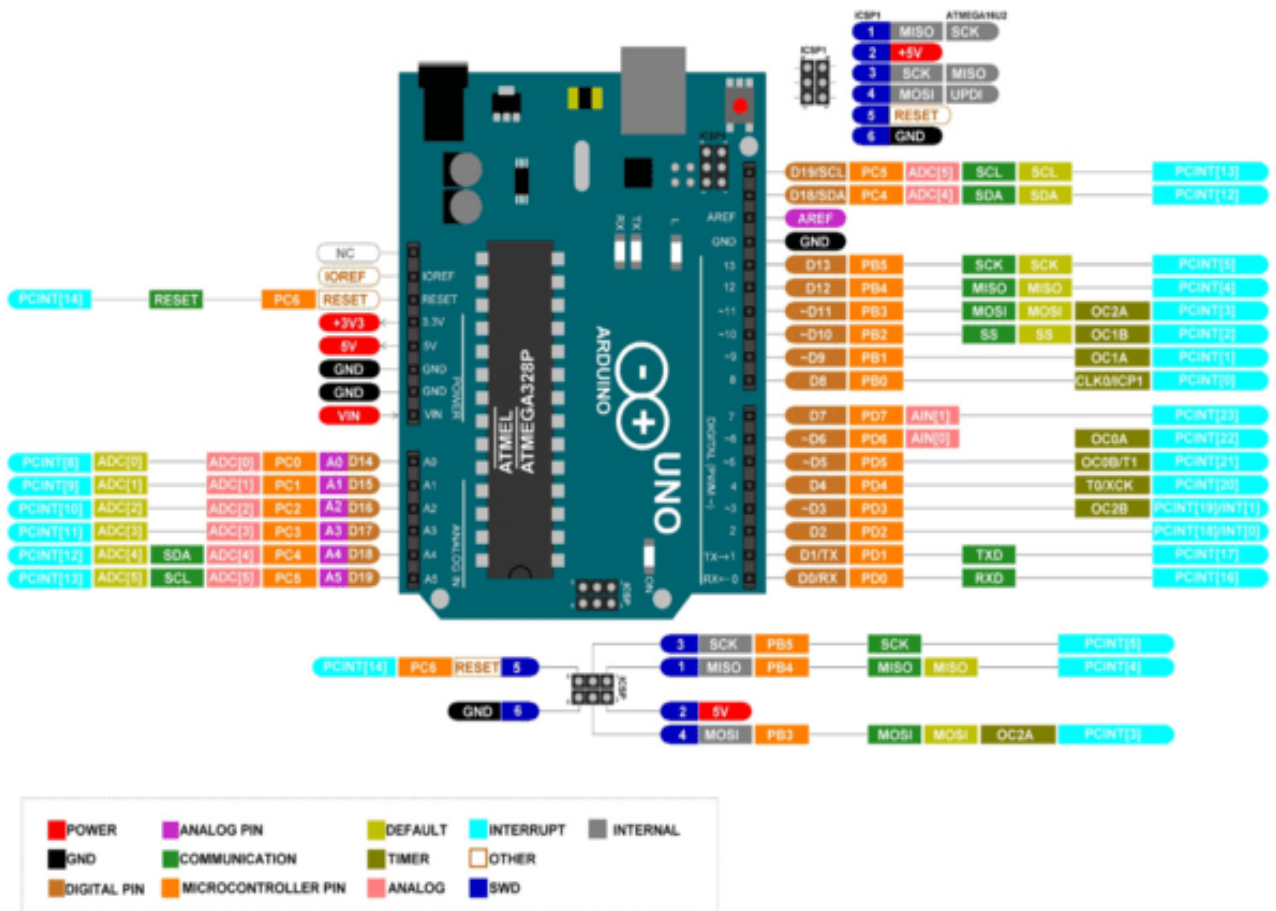 ICSP1 ATMEGA16U2
1 MISO SCK
2 +5V
3 SCK MISO
4 MOSI UPDI
5 RESET
6 GND
ICSP1
D19/SCL PC5 ADC[5] SCL SCL PCINT[13]
D18/SDA PC4 ADC[4] SDA SDA PCINT[12]
AREF AREF
GND GND
13 D13 PB5 SCK SCK PCINT[5]
12 D12 PB4 MISO MISO PCINT[4]
~11 ~D11 PB3 MOSI MOSI OC2A PCINT[3]
~10 ~D10 PB2 SS SS OC1B PCINT[2]
~9 ~D9 PB1 OC1A PCINT[1]
8 D8 PB0 CLK0/ICP1 PCINT[0]
7 D7 PD7 AIN[1] PCINT[23]
~6 ~D6 PD6 AIN[0] OC0A PCINT[22]
~5 ~D5 PD5 OC0B/T1 PCINT[21]
4 D4 PD4 T0/XCK PCINT[20]
~3 ~D3 PD3 OC2B PCINT[19]/INT[1]
2 D2 PD2 PCINT[18]/INT[0]
TX→1 D1/TX PD1 TXD PCINT[17]
RX←0 D0/RX PD0 RXD PCINT[16]
NC
IOREF IOREF
PCINT[14] RESET PC6 RESET RESET
+3V3 3.3V
5V 5V
GND GND
GND GND
VIN VIN
POWER
PCINT[8] ADC[0] ADC[0] PC0 A0 D14 A0
PCINT[9] ADC[1] ADC[1] PC1 A1 D15 A1
PCINT[10] ADC[2] ADC[2] PC2 A2 D16 A2
PCINT[11] ADC[3] ADC[3] PC3 A3 D17 A3
PCINT[12] ADC[4] SDA ADC[4] PC4 A4 D18 A4
PCINT[13] ADC[5] SCL ADC[5] PC5 A5 D19 A5
ANALOG IN
ATMEL
ATMEGA328P
ARDUINO
UNO
RX TX L
ON
ICSP
DIGITAL (PWM ~)
3 SCK PB5 SCK PCINT[5]
PCINT[14] PC6 RESET 5
1 MISO PB4 MISO MISO PCINT[4]
ICSP
GND 6
2 5V
4 MOSI PB3 MOSI MOSI OC2A PCINT[3]
POWER ANALOG PIN DEFAULT INTERRUPT INTERNAL
GND COMMUNICATION TIMER OTHER
DIGITAL PIN MICROCONTROLLER PIN ANALOG SWD